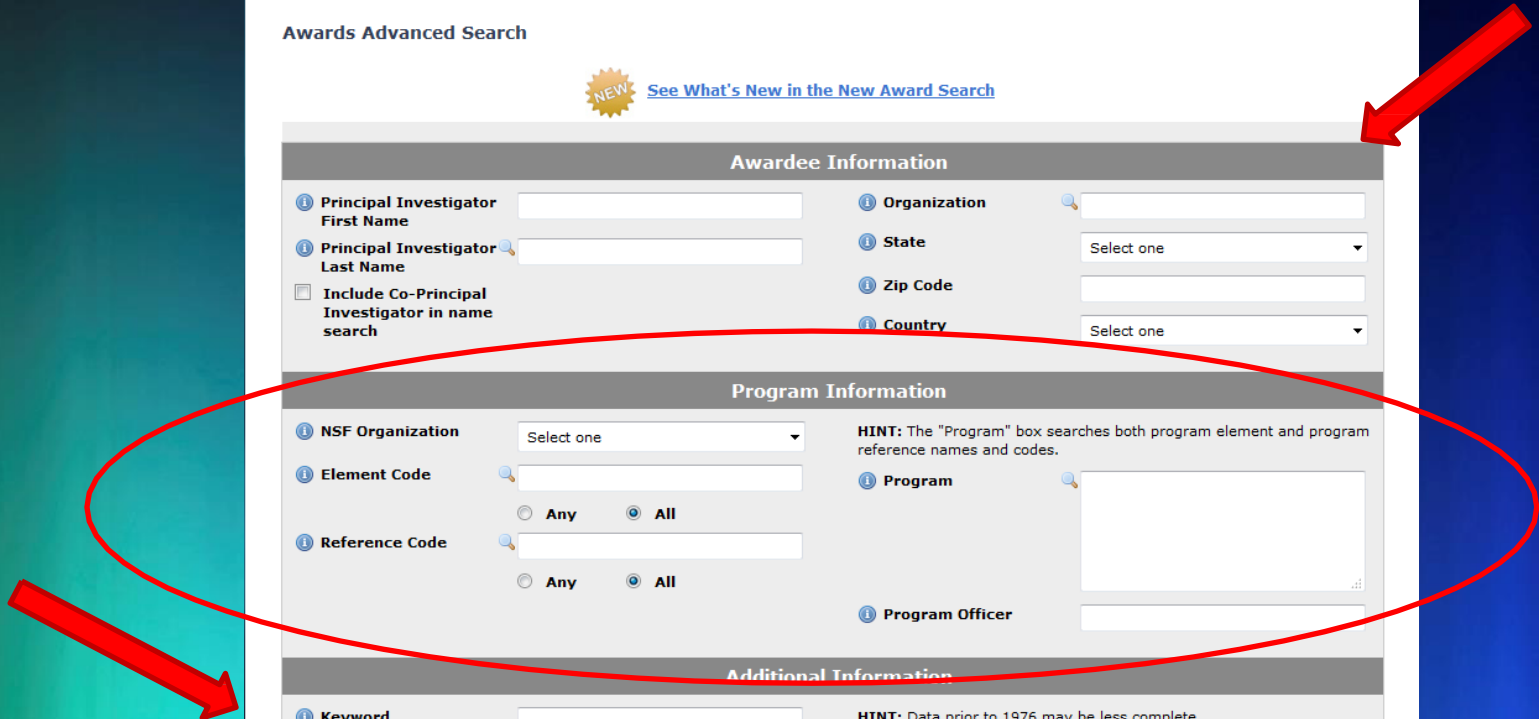 Awards Advanced Search
NEW
See What's New in the New Award Search
Awardee Information
Principal Investigator
First Name
Principal Investigator
Last Name
Include Co-Principal
Investigator in name
search
Organization
State
Select one
Zip Code
Country
Select one
Program Information
NSF Organization
Select one
Element Code
Any
All
Reference Code
Any
All
HINT: The "Program" box searches both program element and program
reference names and codes.
Program
Program Officer
Additional Information
Keyword
HINT: Data prior to 1976 may be less complete